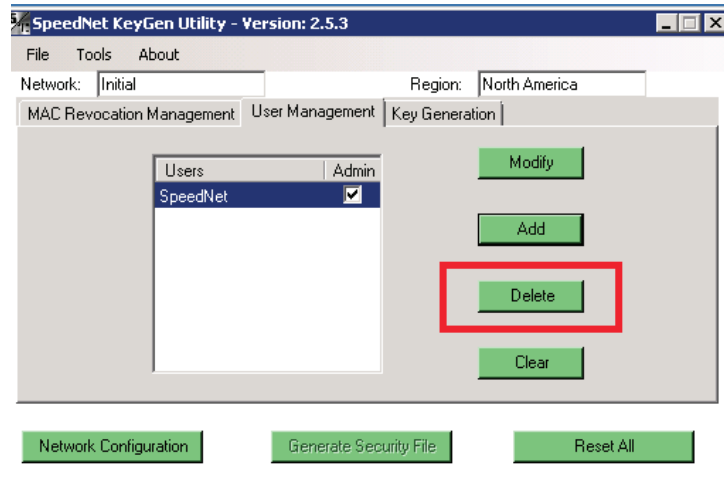 SpeedNet KeyGen Utility - Version: 2.5.3
File Tools About
Network: Initial Region: North America
MAC Revocation Management User Management Key Generation
Users Admin
SpeedNet
Modify
Add
Delete
Clear
Network Configuration Generate Security File Reset All